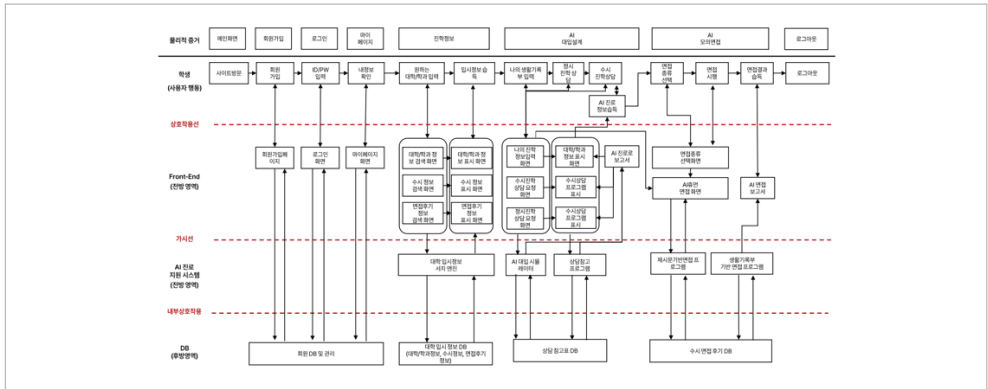 물리적 증거
메인화면
회원가입
로그인
마이
페이지
진학정보
AI
대입설계
AI
모의면접
로그아웃
학생
(사용자 행동)
사이트방문
회원
가입
ID/PW
입력
내정보
확인
원하는
대학/학과 입력
입시정보 습
득
나의 생활기록
부 입력
정시
진학 상
담
수시
진학상담
면접
종류
선택
면접
시행
면접결과
습득
로그아웃
AI 진로
정보습득
상호작용선
Front-End
(전방 영역)
회원가입페
이지
로그인
화면
마이페이지
화면
대학/학과 정
보 검색 화면
대학/학과 정
보 표시 화면
나의 진학
정보입력
화면
대학/학과
정보 표시
화면
AI 진로로
보고서
면접종류
선택화면
수시 정보
검색 화면
수시 정보
표시 화면
수시진학
상담 요청
화면
수시상담
프로그램
표시
AI휴먼
면접 화면
AI 면접
보고서
면접후기
정보
검색 화면
면접후기
정보
표시 화면
정시진학
상담 요청
화면
수시상담
프로그램
표시
가시선
AI 진로
지원 시스템
(전방 영역)
대학 입시정보
서치 엔진
AI 대입 시뮬
레이터
상담참고
프로그램
제시문기반면접 프
로그램
생활기록부
기반 면접 프로그램
내부상호작용
DB
(후방영역)
회원 DB 및 관리
대학 입시 정보 DB
(대학/학과정보, 수시정보, 면접후기
정보)
상담 참고표 DB
수시 면접 후기 DB